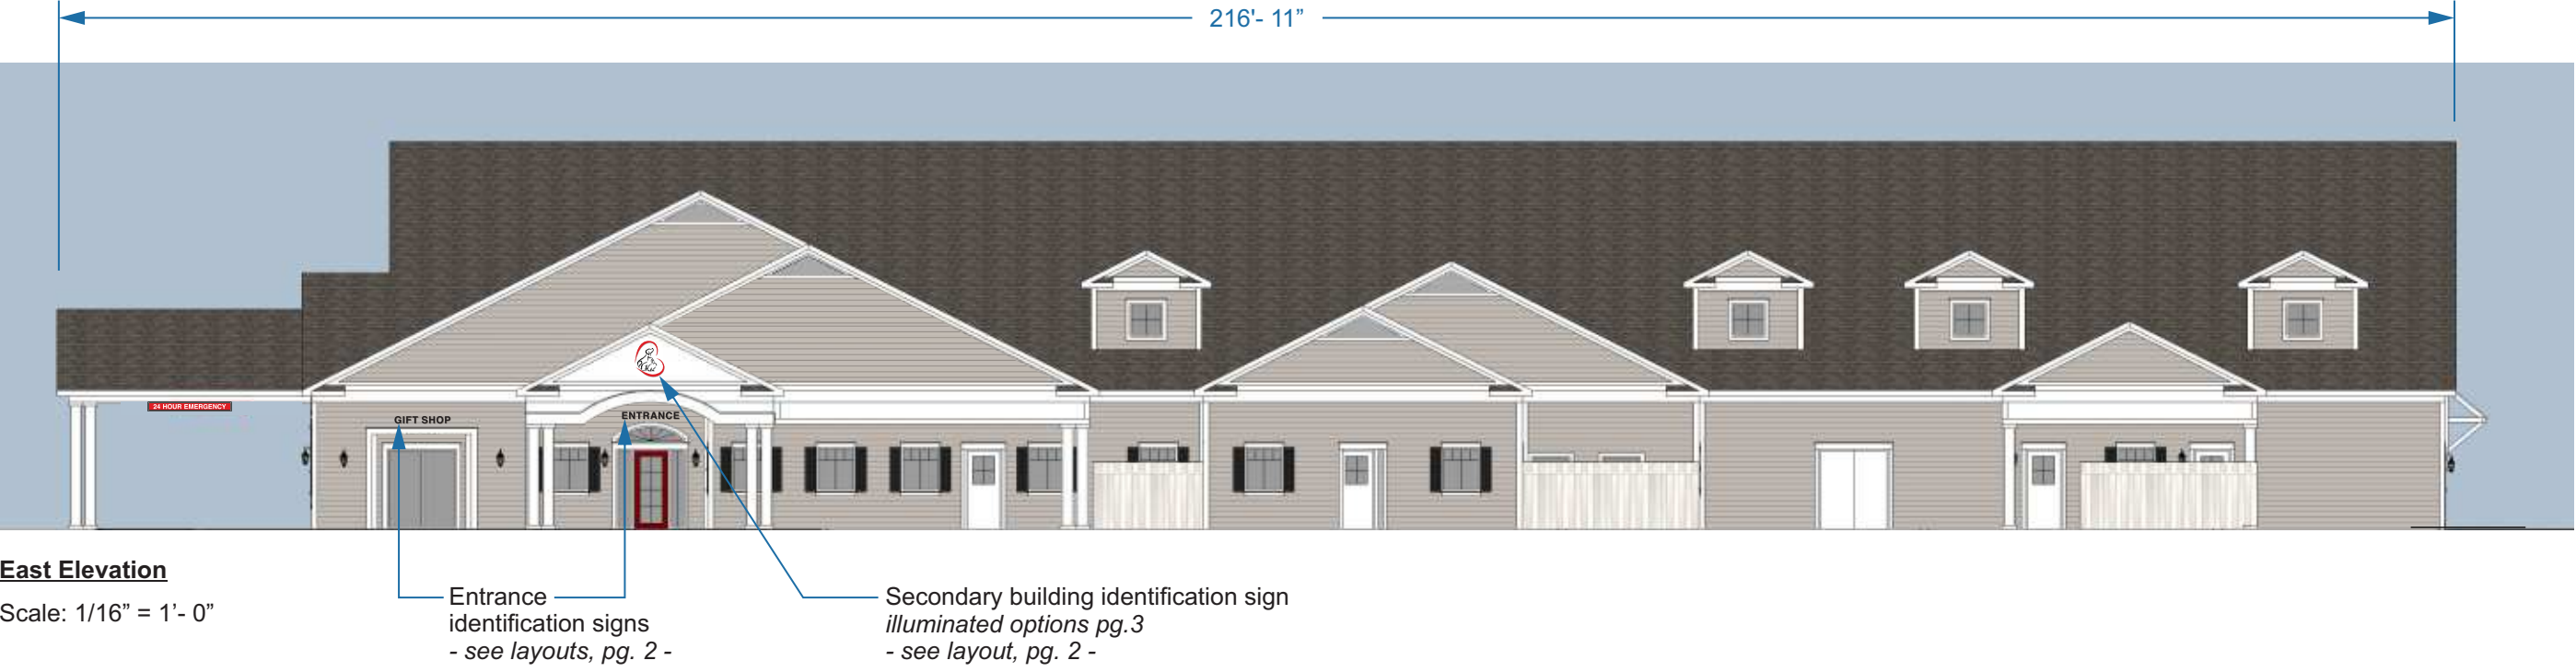 216'- 11”
24 HOUR EMERGENCY
GIFT SHOP
ENTRANCE
East Elevation
Scale: 1/16” = 1’- 0”
Entrance
identification signs
- see layouts, pg. 2 -
Secondary building identification sign
illuminated options pg.3
- see layout, pg. 2 -